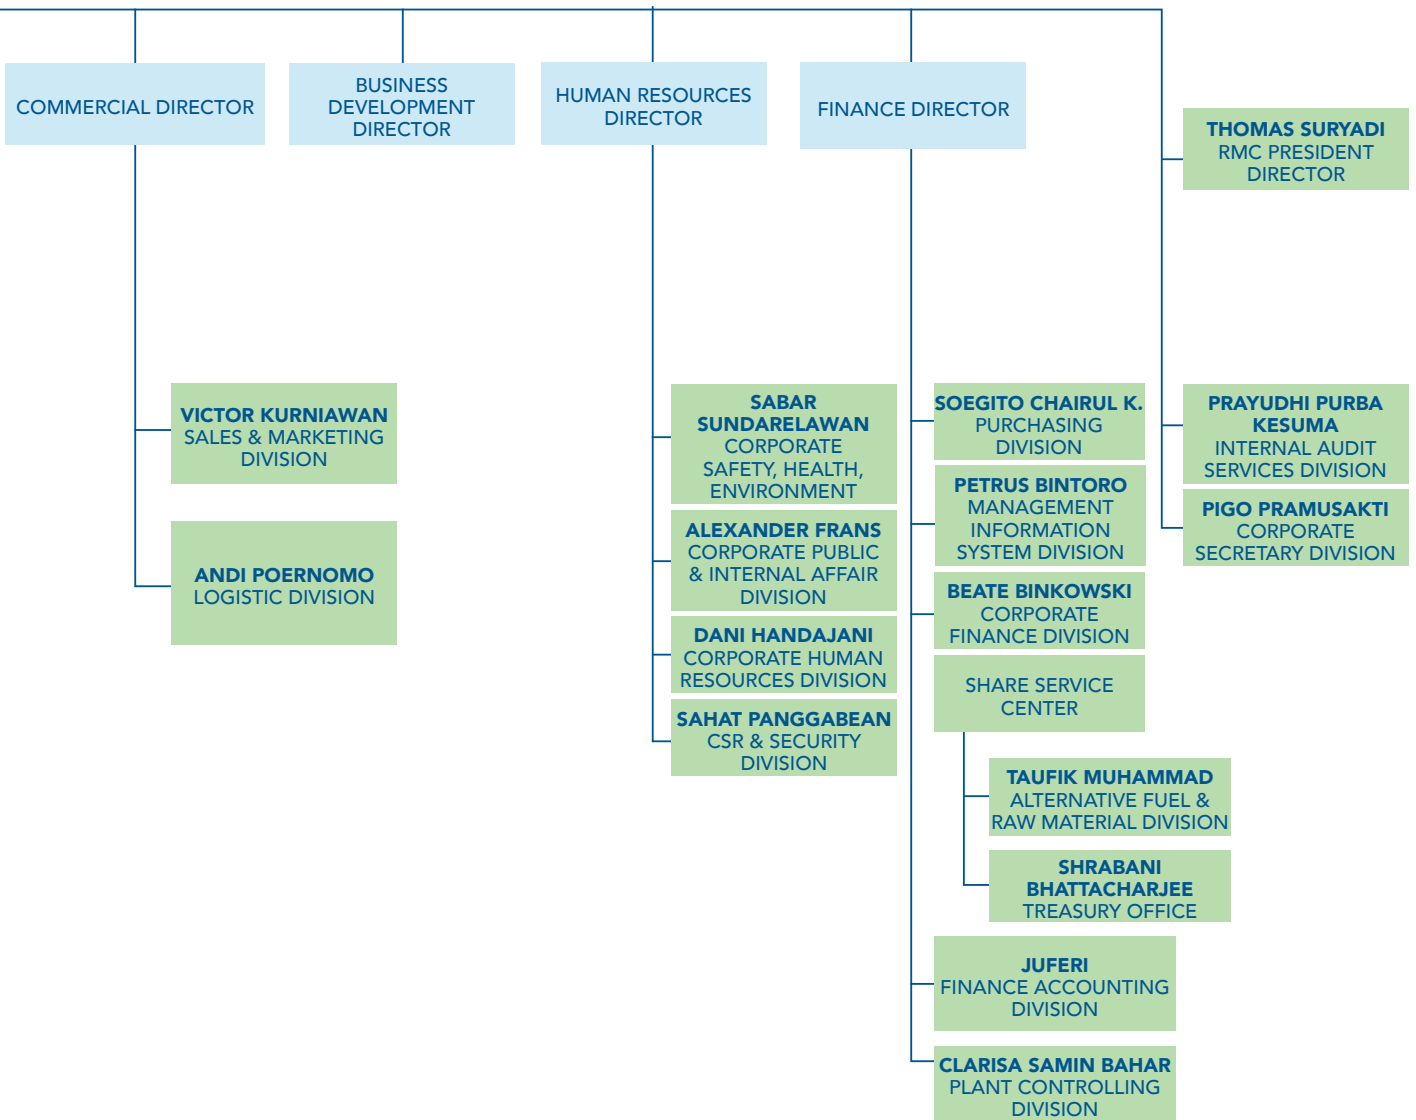 COMMERCIAL DIRECTOR
BUSINESS
DEVELOPMENT
DIRECTOR
HUMAN RESOURCES
DIRECTOR
FINANCE DIRECTOR
THOMAS SURYADI
RMC PRESIDENT
DIRECTOR
VICTOR KURNIAWAN
SALES & MARKETING
DIVISION
ANDI POERNOMO
LOGISTIC DIVISION
SABAR
SUNDARELAWAN
CORPORATE
SAFETY, HEALTH,
ENVIRONMENT
ALEXANDER FRANS
CORPORATE PUBLIC
& INTERNAL AFFAIR
DIVISION
DANI HANDAJANI
CORPORATE HUMAN
RESOURCES DIVISION
SAHAT PANGGABEAN
CSR & SECURITY
DIVISION
SOEGITO CHAIRUL K.
PURCHASING
DIVISION
PETRUS BINTORO
MANAGEMENT
INFORMATION
SYSTEM DIVISION
BEATE BINKOWSKI
CORPORATE
FINANCE DIVISION
SHARE SERVICE
CENTER
TAUFIK MUHAMMAD
ALTERNATIVE FUEL &
RAW MATERIAL DIVISION
SHRABANI
BHATTACHARJEE
TREASURY OFFICE
JUFERI
FINANCE ACCOUNTING
DIVISION
CLARISA SAMIN BAHAR
PLANT CONTROLLING
DIVISION
PRAYUDHI PURBA
KESUMA
INTERNAL AUDIT
SERVICES DIVISION
PIGO PRAMUSAKTI
CORPORATE
SECRETARY DIVISION